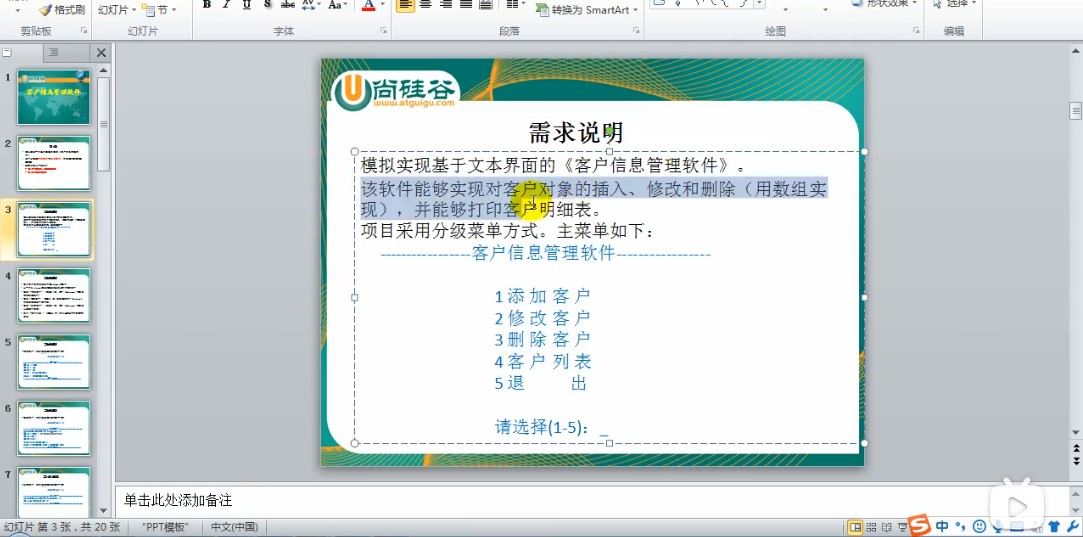 格式刷
幻灯片
节
B I U S abc AV Aa A
转换为 SmartArt
形状效果
选择
剪贴板
幻灯片
字体
段落
绘图
编辑
1
客户信息管理软件
2
3
4
5
6
7
尚硅谷
www.atguigu.com
需求说明
模拟实现基于文本界面的《客户信息管理软件》。
该软件能够实现对客户对象的插入、修改和删除（用数组实
现），并能够打印客户明细表。
项目采用分级菜单方式。主菜单如下：
-----------------客户信息管理软件-----------------
1 添 加 客 户
2 修 改 客 户
3 删 除 客 户
4 客 户 列 表
5 退 出
请选择(1-5)：_
单击此处添加备注
幻灯片 第 3 张，共 20 张
"PPT模板"
中文(中国)
S 中